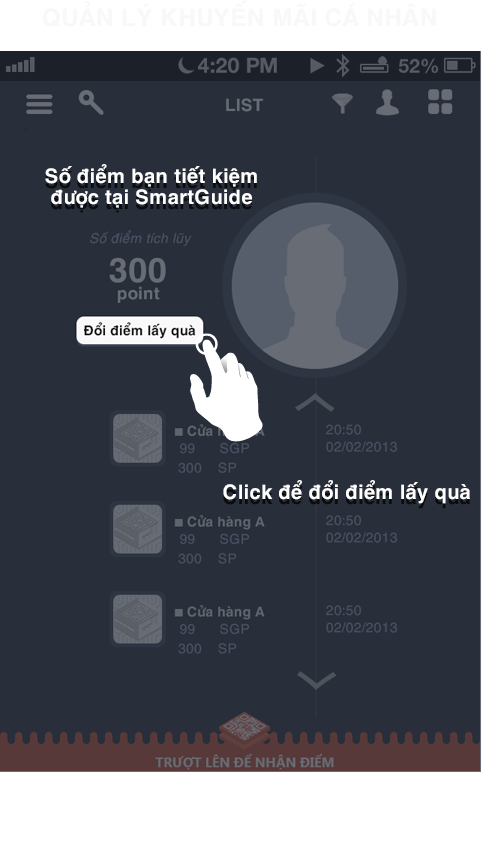 QUẢN LÝ KHUYẾN MÃI CÁ NHÂN
4:20 PM 52%
LIST
Số điểm bạn tiết kiệm
được tại SmartGuide
Số điểm tích lũy
300
point
Đổi điểm lấy quà
Cửa hàng A 20:50
99 SGP 02/02/2013
300 SP
Click để đổi điểm lấy quà
Cửa hàng A 20:50
99 SGP 02/02/2013
300 SP
Cửa hàng A 20:50
99 SGP 02/02/2013
300 SP
TRƯỢT LÊN ĐỂ NHẬN ĐIỂM